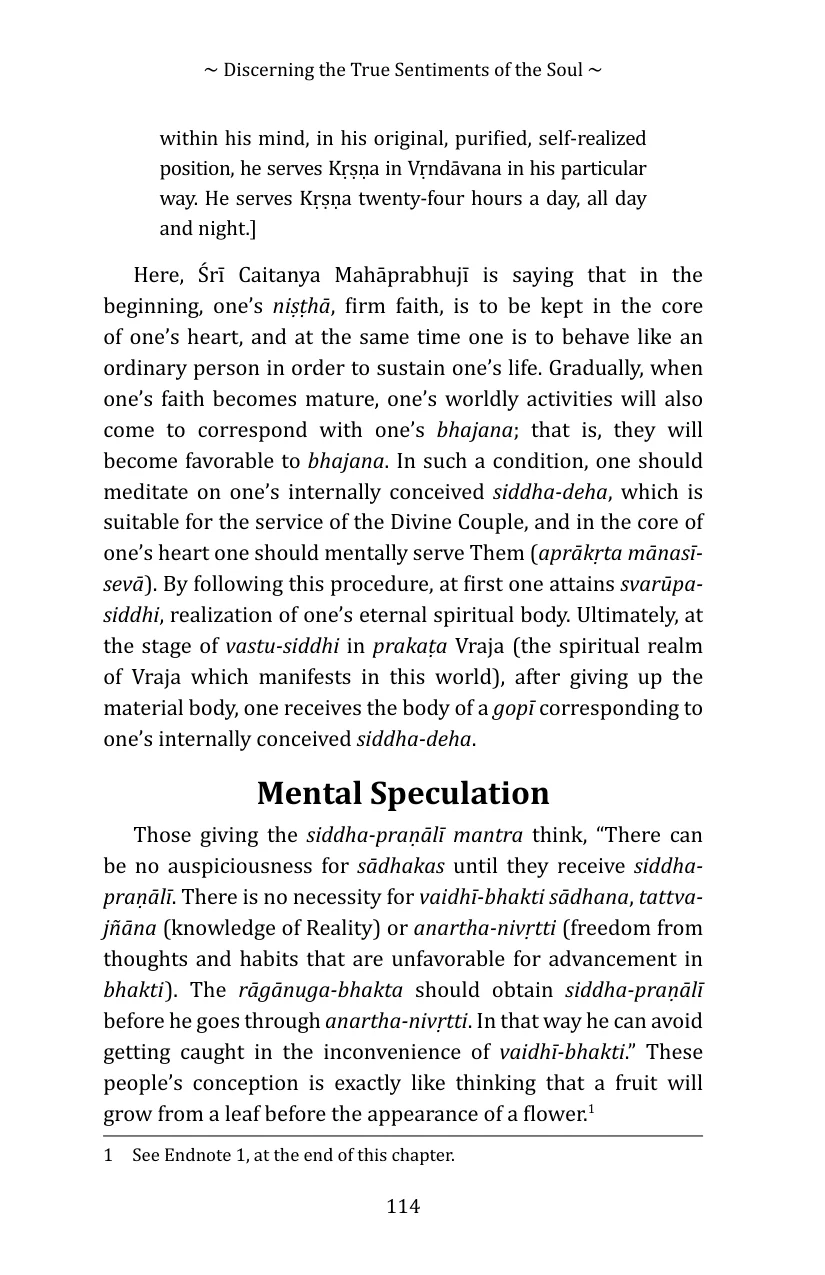 ~ Discerning the True Sentiments of the Soul ~
within his mind, in his original, purified, self-realized
position, he serves Kṛṣṇa in Vṛndāvana in his particular
way. He serves Kṛṣṇa twenty-four hours a day, all day
and night.]
Here, Śrī Caitanya Mahāprabhujī is saying that in the
beginning, one’s niṣṭhā, firm faith, is to be kept in the core
of one’s heart, and at the same time one is to behave like an
ordinary person in order to sustain one’s life. Gradually, when
one’s faith becomes mature, one’s worldly activities will also
come to correspond with one’s bhajana; that is, they will
become favorable to bhajana. In such a condition, one should
meditate on one’s internally conceived siddha-deha, which is
suitable for the service of the Divine Couple, and in the core of
one’s heart one should mentally serve Them (aprākṛta mānasī-
sevā). By following this procedure, at first one attains svarūpa-
siddhi, realization of one’s eternal spiritual body. Ultimately, at
the stage of vastu-siddhi in prakaṭa Vraja (the spiritual realm
of Vraja which manifests in this world), after giving up the
material body, one receives the body of a gopī corresponding to
one’s internally conceived siddha-deha.
Mental Speculation
Those giving the siddha-praṇālī mantra think, “There can
be no auspiciousness for sādhakas until they receive siddha-
praṇālī. There is no necessity for vaidhī-bhakti sādhana, tattva-
jñāna (knowledge of Reality) or anartha-nivṛtti (freedom from
thoughts and habits that are unfavorable for advancement in
bhakti). The rāgānuga-bhakta should obtain siddha-praṇālī
before he goes through anartha-nivṛtti. In that way he can avoid
getting caught in the inconvenience of vaidhī-bhakti.” These
people’s conception is exactly like thinking that a fruit will
grow from a leaf before the appearance of a flower.1
1 See Endnote 1, at the end of this chapter.
114